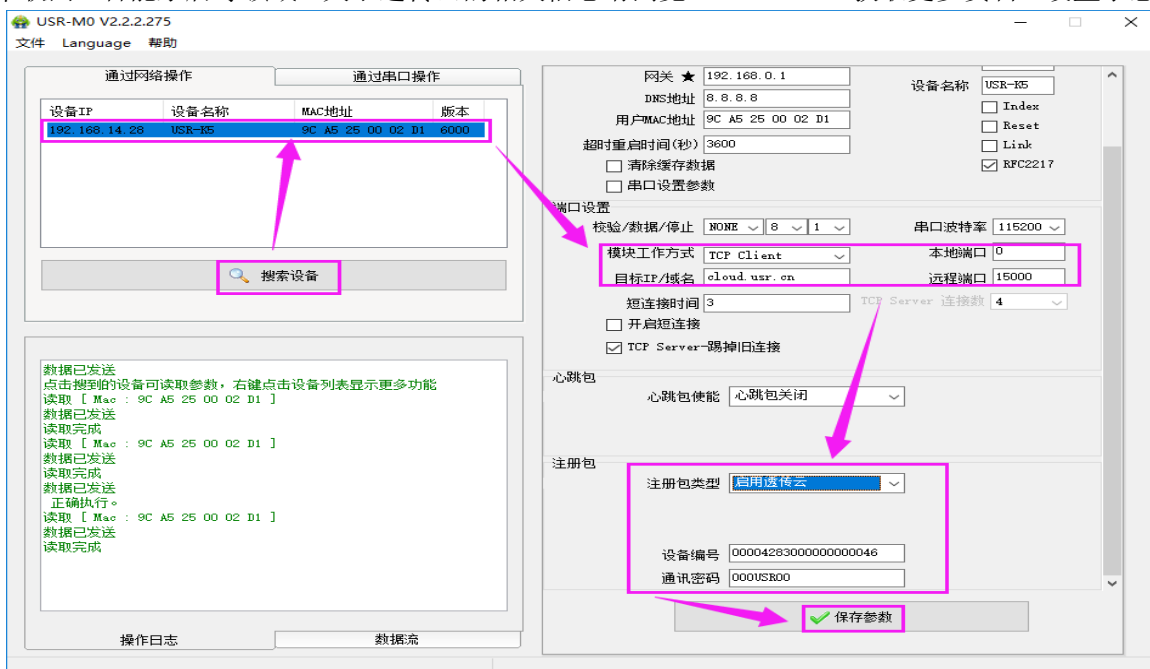 USR-M0 V2.2.2.275
文件 Language 帮助
通过网络操作 通过串口操作
设备IP 设备名称 MAC地址 版本
192.168.14.28 USR-K5 9C A5 25 00 02 D1 6000
搜索设备
数据已发送
点击搜到的设备可读取参数，右键点击设备列表显示更多功能
读取 [ Mac : 9C A5 25 00 02 D1 ]
数据已发送
读取完成
读取 [ Mac : 9C A5 25 00 02 D1 ]
数据已发送
读取完成
数据已发送
正确执行。
读取 [ Mac : 9C A5 25 00 02 D1 ]
数据已发送
读取完成
操作日志 数据流
网关 ★ 192.168.0.1
设备名称 USR-K5
DNS地址 8.8.8.8
Index
用户MAC地址 9C A5 25 00 02 D1
Reset
超时重启时间(秒) 3600
Link
清除缓存数据
RFC2217
串口设置参数
端口设置
校验/数据/停止 NONE 8 1 串口波特率 115200
模块工作方式 TCP Client 本地端口 0
目标IP/域名 cloud.usr.cn 远程端口 15000
短连接时间 3 TCP Server 连接数 4
开启短连接
TCP Server-踢掉旧连接
心跳包
心跳包使能 心跳包关闭
注册包
注册包类型 启用透传云
设备编号 00004283000000000046
通讯密码 000USR00
保存参数